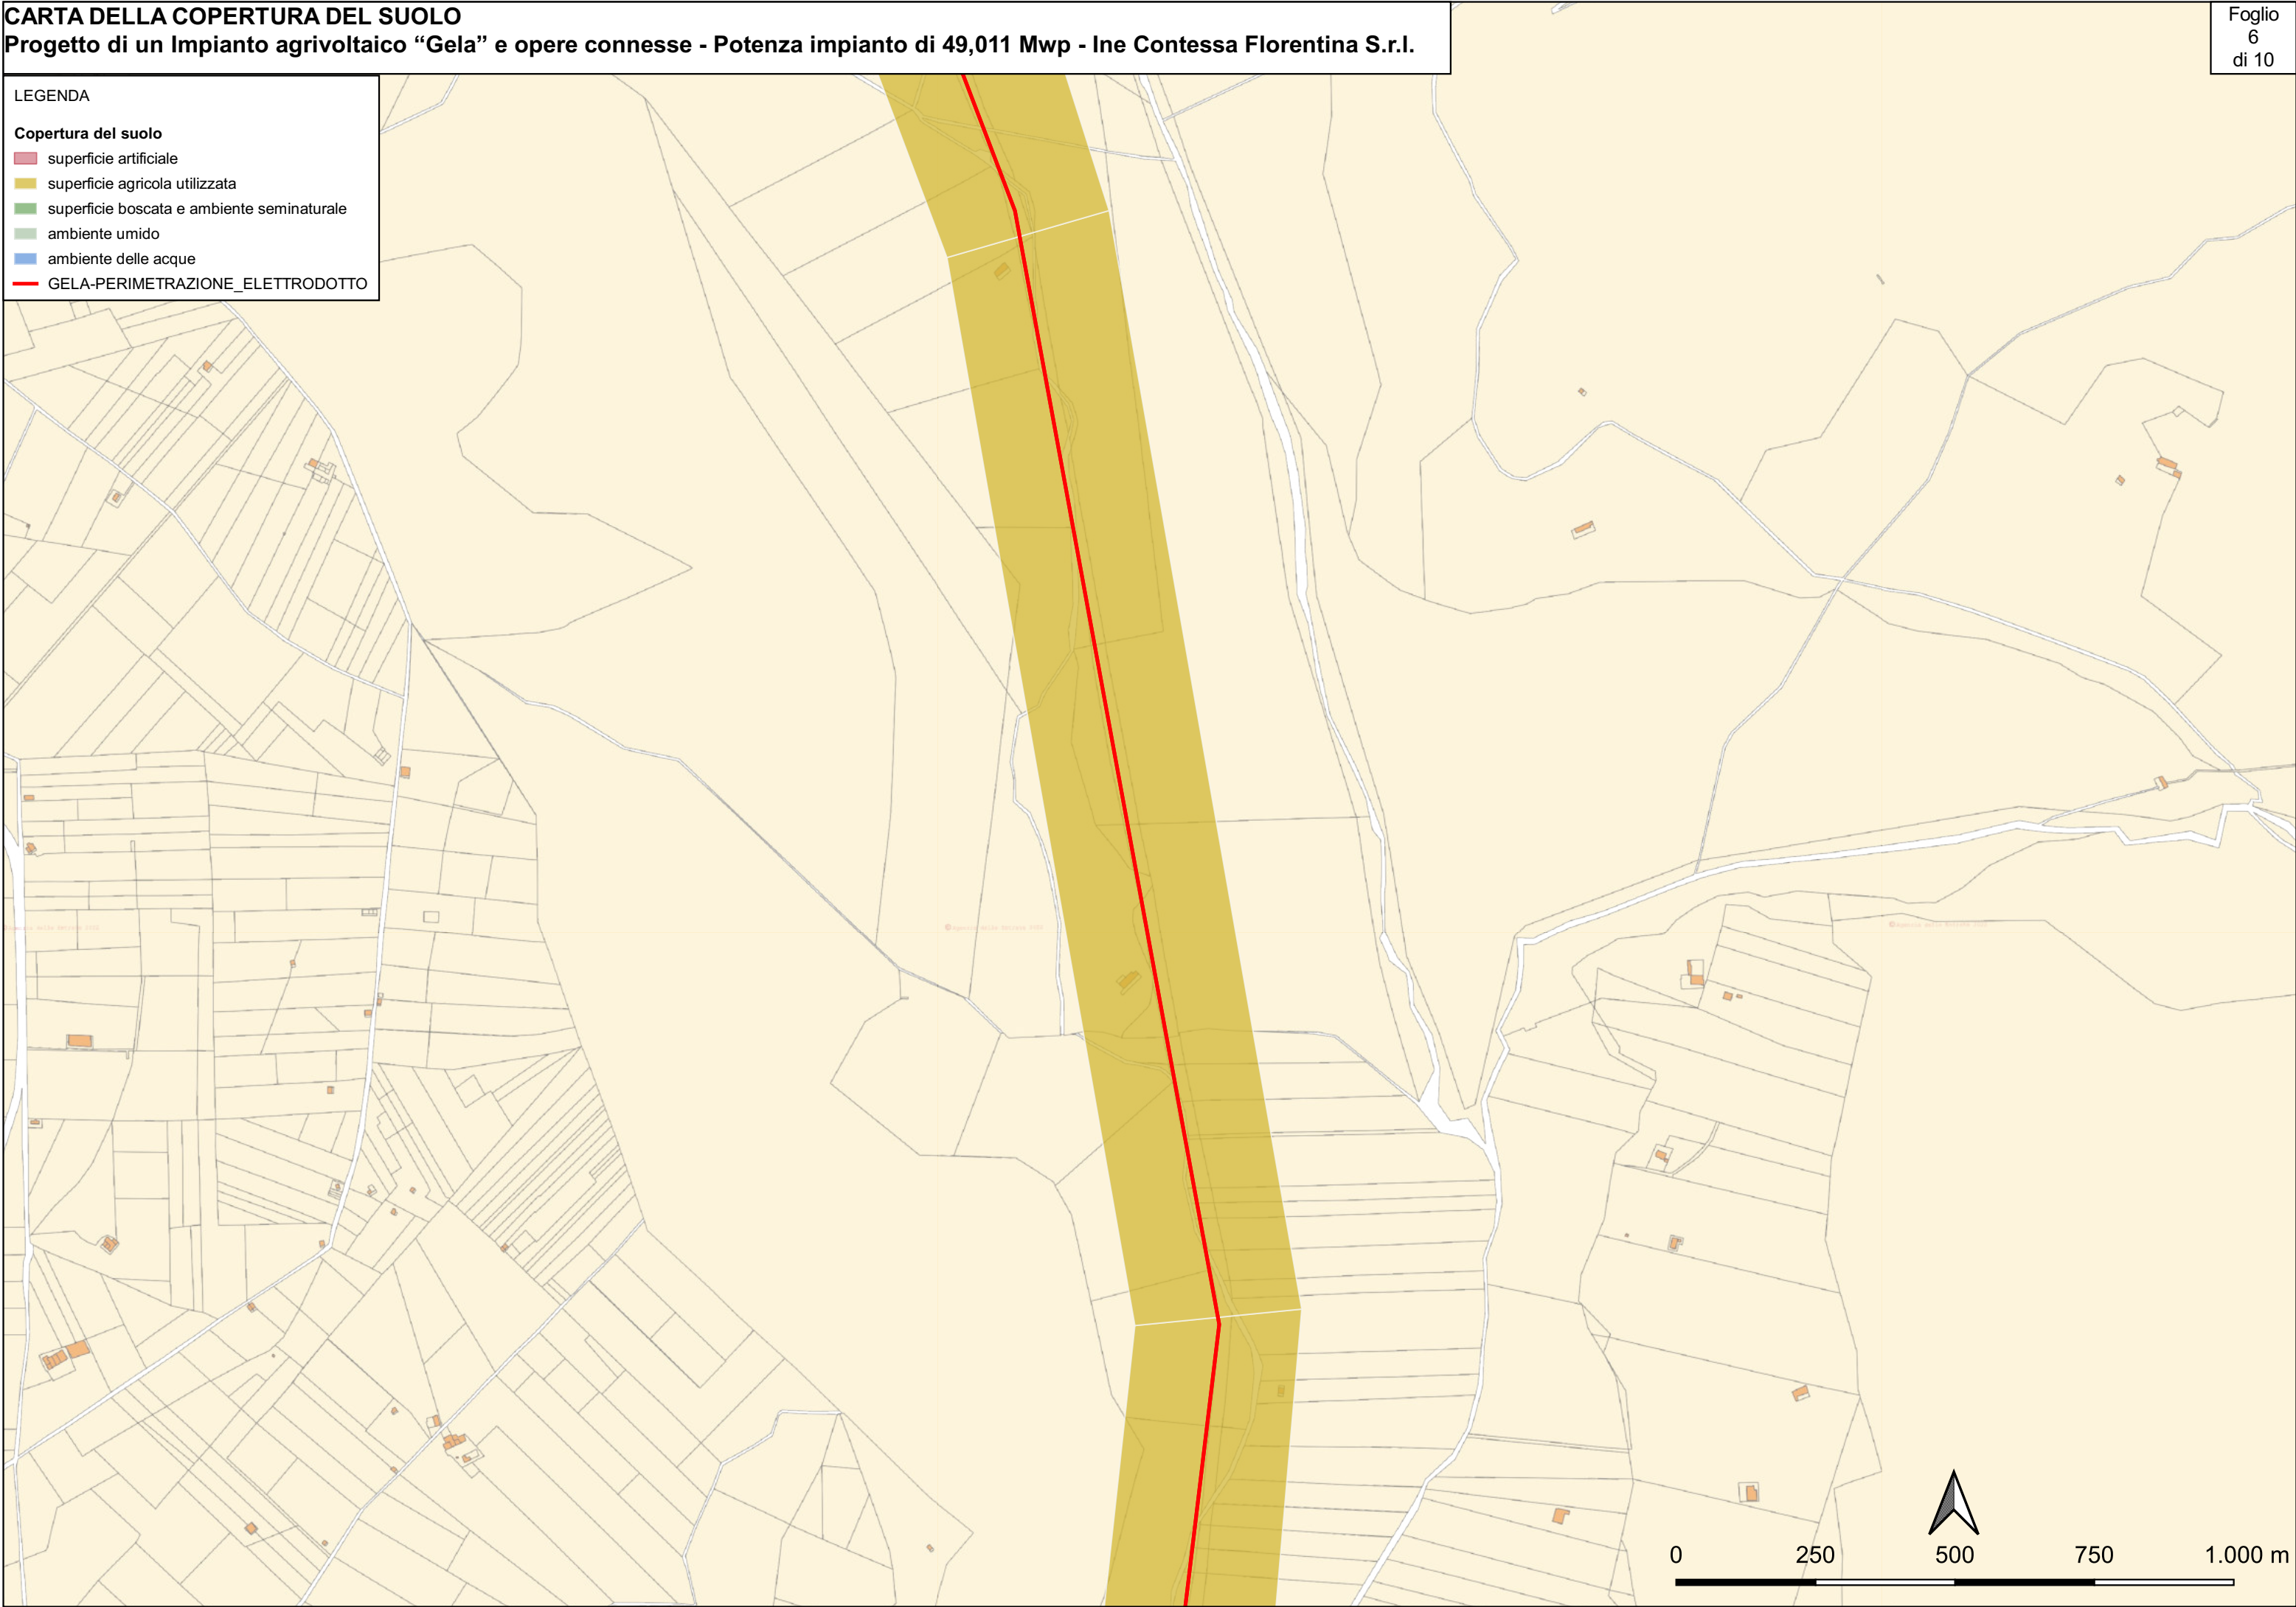 CARTA DELLA COPERTURA DEL SUOLO
Progetto di un Impianto agrivoltaico “Gela” e opere connesse - Potenza impianto di 49,011 Mwp - Ine Contessa Florentina S.r.l.
Foglio
6
di 10
LEGENDA
Copertura del suolo
superficie artificiale
superficie agricola utilizzata
superficie boscata e ambiente seminaturale
ambiente umido
ambiente delle acque
GELA-PERIMETRAZIONE_ELETTRODOTTO
0 250 500 750 1.000 m